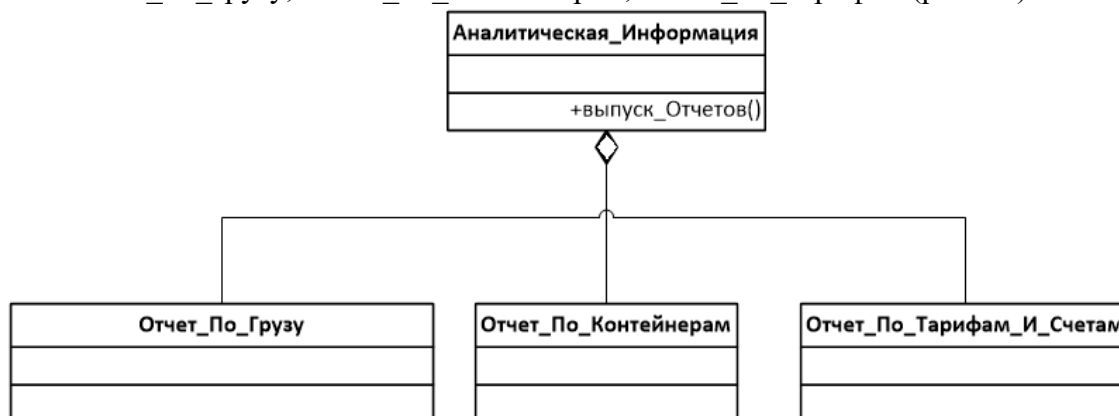 Аналитическая_Информация
+выпуск_Отчетов()
Отчет_По_Грузу
Отчет_По_Контейнерам
Отчет_По_Тарифам_И_Счетам